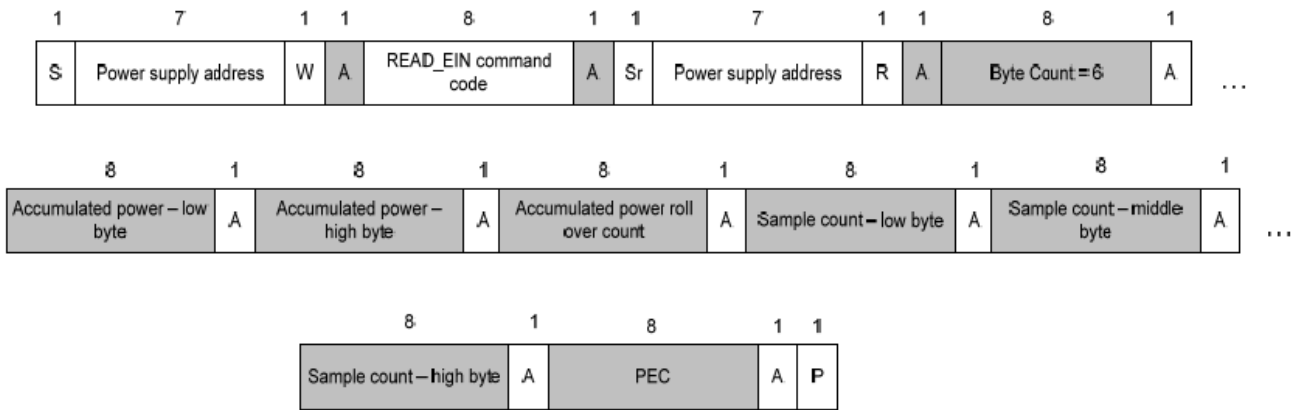 1 7 1 1 8 1 1 7 1 1 8 1
S Power supply address W A READ_EIN command code A Sr Power supply address R A Byte Count = 6 A ...
8 1 8 1 8 1 8 1 8 1
Accumulated power – low byte A Accumulated power – high byte A Accumulated power roll over count A Sample count – low byte A Sample count – middle byte A ...
8 1 8 1 1
Sample count – high byte A PEC A P